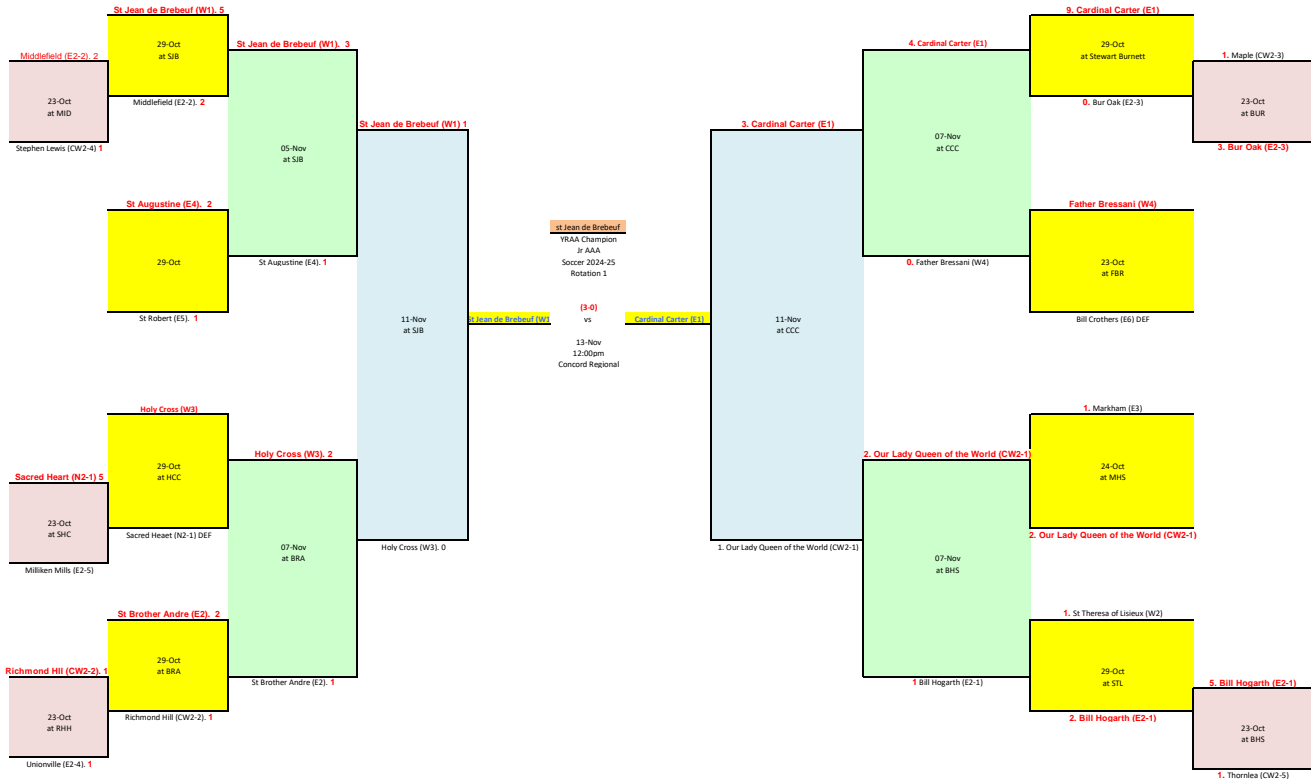 St Jean de Brebeuf (W1). 5
29-Oct
at SJB
Middlefield (E2-2). 2
Middlefield (E2-2). 2
23-Oct
at MID
Stephen Lewis (CW2-4) 1
St Jean de Brebeuf (W1). 3
05-Nov
at SJB
St Augustine (E4). 1
St Augustine (E4). 2
29-Oct
St Robert (E5). 1
St Jean de Brebeuf (W1) 1
11-Nov
at SJB
Holy Cross (W3). 0
Holy Cross (W3)
29-Oct
at HCC
Sacred Heaet (N2-1) DEF
Sacred Heart (N2-1) 5
23-Oct
at SHC
Milliken Mills (E2-5)
Holy Cross (W3). 2
07-Nov
at BRA
St Brother Andre (E2). 1
St Brother Andre (E2). 2
29-Oct
at BRA
Richmond Hill (CW2-2). 1
Richmond HIl (CW2-2). 1
23-Oct
at RHH
Unionville (E2-4). 1
st Jean de Brebeuf
YRAA Champion
Jr AAA
Soccer 2024-25
Rotation 1
St Jean de Brebeuf (W1
(3-0)
vs
Cardinal Carter (E1)
13-Nov
12:00pm
Concord Regional
3. Cardinal Carter (E1)
11-Nov
at CCC
1. Our Lady Queen of the World (CW2-1)
4. Cardinal Carter (E1)
07-Nov
at CCC
0. Father Bressani (W4)
9. Cardinal Carter (E1)
29-Oct
at Stewart Burnett
0. Bur Oak (E2-3)
1. Maple (CW2-3)
23-Oct
at BUR
3. Bur Oak (E2-3)
Father Bressani (W4)
23-Oct
at FBR
Bill Crothers (E6) DEF
1. Markham (E3)
24-Oct
at MHS
2. Our Lady Queen of the World (CW2-1)
2. Our Lady Queen of the World (CW2-1)
07-Nov
at BHS
1 Bill Hogarth (E2-1)
1. St Theresa of Lisieux (W2)
29-Oct
at STL
2. Bill Hogarth (E2-1)
5. Bill Hogarth (E2-1)
23-Oct
at BHS
1. Thornlea (CW2-5)